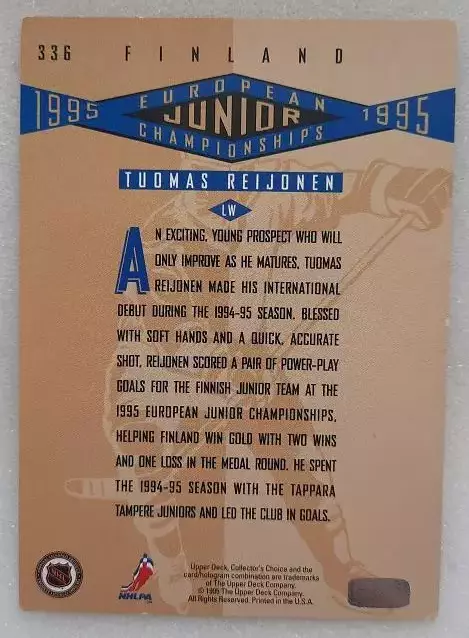 336 FINLAND
1995 EUROPEAN 1995
JUNIOR
CHAMPIONSHIPS
TUOMAS REIJONEN
LW
AN EXCITING, YOUNG PROSPECT WHO WILL
ONLY IMPROVE AS HE MATURES, TUOMAS
REIJONEN MADE HIS INTERNATIONAL
DEBUT DURING THE 1994-95 SEASON. BLESSED
WITH SOFT HANDS AND A QUICK, ACCURATE
SHOT, REIJONEN SCORED A PAIR OF POWER-PLAY
GOALS FOR THE FINNISH JUNIOR TEAM AT THE
1995 EUROPEAN JUNIOR CHAMPIONSHIPS,
HELPING FINLAND WIN GOLD WITH TWO WINS
AND ONE LOSS IN THE MEDAL ROUND. HE SPENT
THE 1994-95 SEASON WITH THE TAPPARA
TAMPERE JUNIORS AND LED THE CLUB IN GOALS.
NHL
NHLPA
Upper Deck, Collector's Choice and the
card/hologram combination are trademarks
of The Upper Deck Company.
© 1995 The Upper Deck Company.
All Rights Reserved. Printed in the U.S.A.